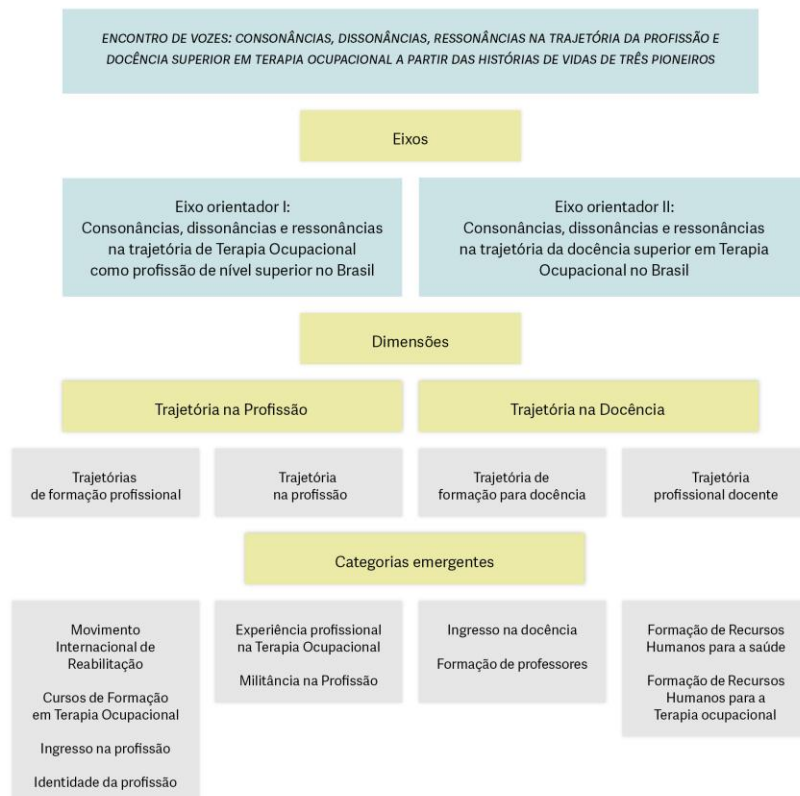 ENCONTRO DE VOZES: CONSONÂNCIAS, DISSONÂNCIAS, RESSONÂNCIAS NA TRAJETÓRIA DA PROFISSÃO E
DOCÊNCIA SUPERIOR EM TERAPIA OCUPACIONAL A PARTIR DAS HISTÓRIAS DE VIDAS DE TRÊS PIONEIROS
Eixos
Eixo orientador I:
Consonâncias, dissonâncias e ressonâncias
na trajetória de Terapia Ocupacional
como profissão de nível superior no Brasil
Eixo orientador II:
Consonâncias, dissonâncias e ressonâncias
na trajetória da docência superior em Terapia
Ocupacional no Brasil
Dimensões
Trajetória na Profissão
Trajetória na Docência
Trajetórias
de formação profissional
Trajetória
na profissão
Trajetória de
formação para docência
Trajetória
profissional docente
Categorias emergentes
Movimento
Internacional de
Reabilitação
Cursos de Formação
em Terapia Ocupacional
Ingresso na profissão
Identidade da profissão
Experiência profissional
na Terapia Ocupacional
Militância na Profissão
Ingresso na docência
Formação de professores
Formação de Recursos
Humanos para a saúde
Formação de Recursos
Humanos para a
Terapia ocupacional